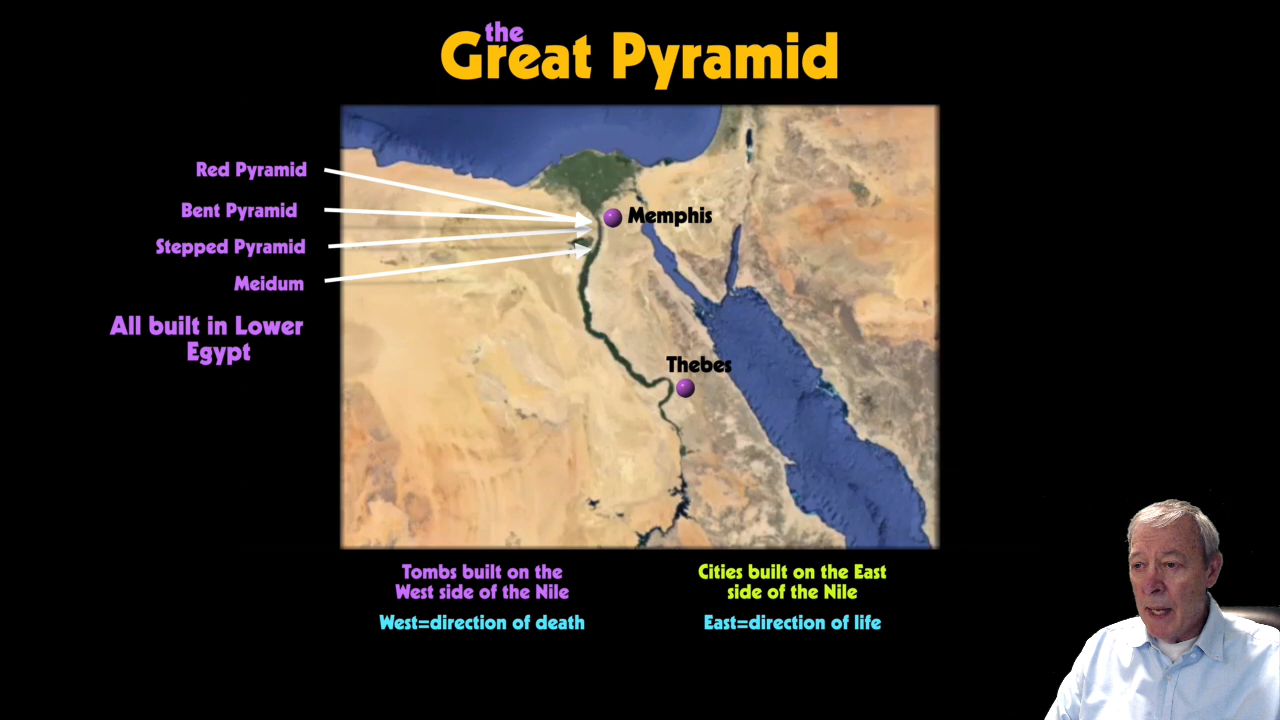 the
Great Pyramid
Red Pyramid
Bent Pyramid
Stepped Pyramid
Meidum
All built in Lower
Egypt
Memphis
Thebes
Tombs built on the
West side of the Nile
West=direction of death
Cities built on the East
side of the Nile
East=direction of life